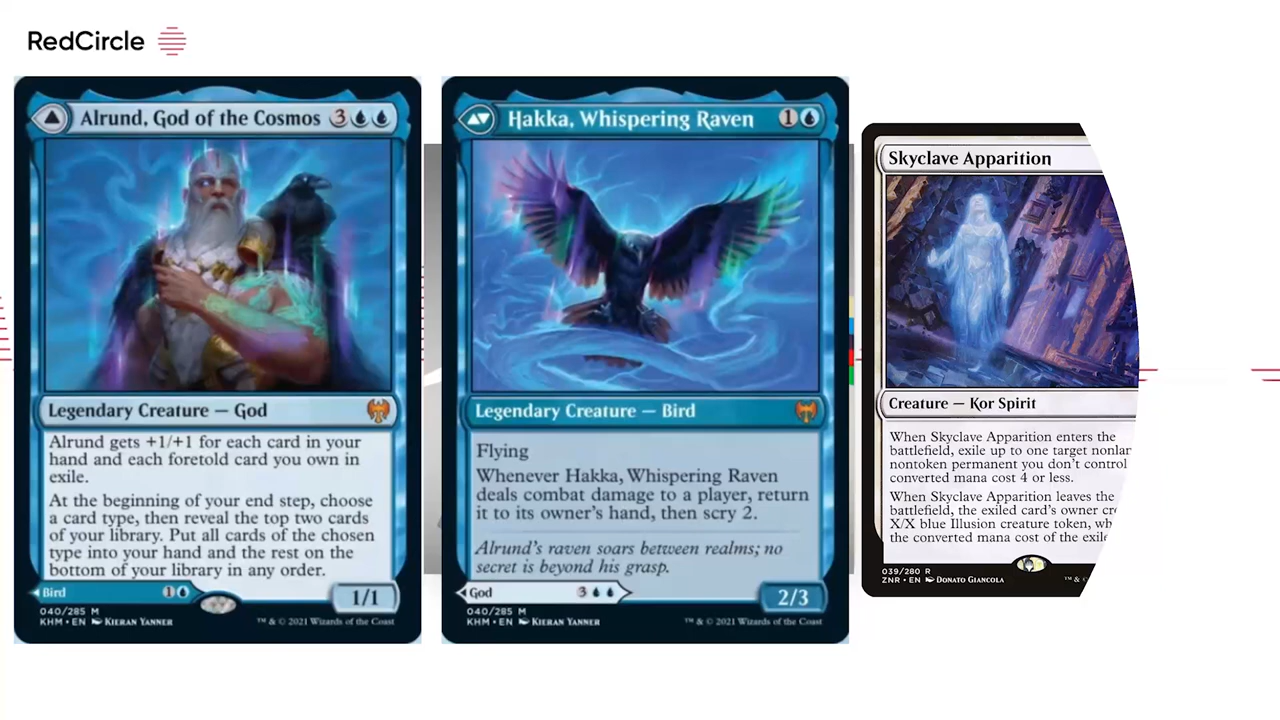 RedCircle
Alrund, God of the Cosmos 3
Legendary Creature — God
Alrund gets +1/+1 for each card in your
hand and each foretold card you own in
exile.
At the beginning of your end step, choose
a card type, then reveal the top two cards
of your library. Put all cards of the chosen
type into your hand and the rest on the
bottom of your library in any order.
Bird 1
1/1
040/285 M
KHM • EN Kieran Yanner
™ & © 2021 Wizards of the Coast
Hakka, Whispering Raven 1
Legendary Creature — Bird
Flying
Whenever Hakka, Whispering Raven
deals combat damage to a player, return
it to its owner's hand, then scry 2.
Alrund's raven soars between realms; no
secret is beyond his grasp.
God 3
2/3
040/285 M
KHM • EN Kieran Yanner
™ & © 2021 Wizards of the Coast
Skyclave Apparition
Creature — Kor Spirit
When Skyclave Apparition enters the
battlefield, exile up to one target nonlan
nontoken permanent you don't control
converted mana cost 4 or less.
When Skyclave Apparition leaves the
battlefield, the exiled card's owner cre
X/X blue Illusion creature token, wh
the converted mana cost of the exile
039/280 R
ZNR • EN Donato Giancola
™ &